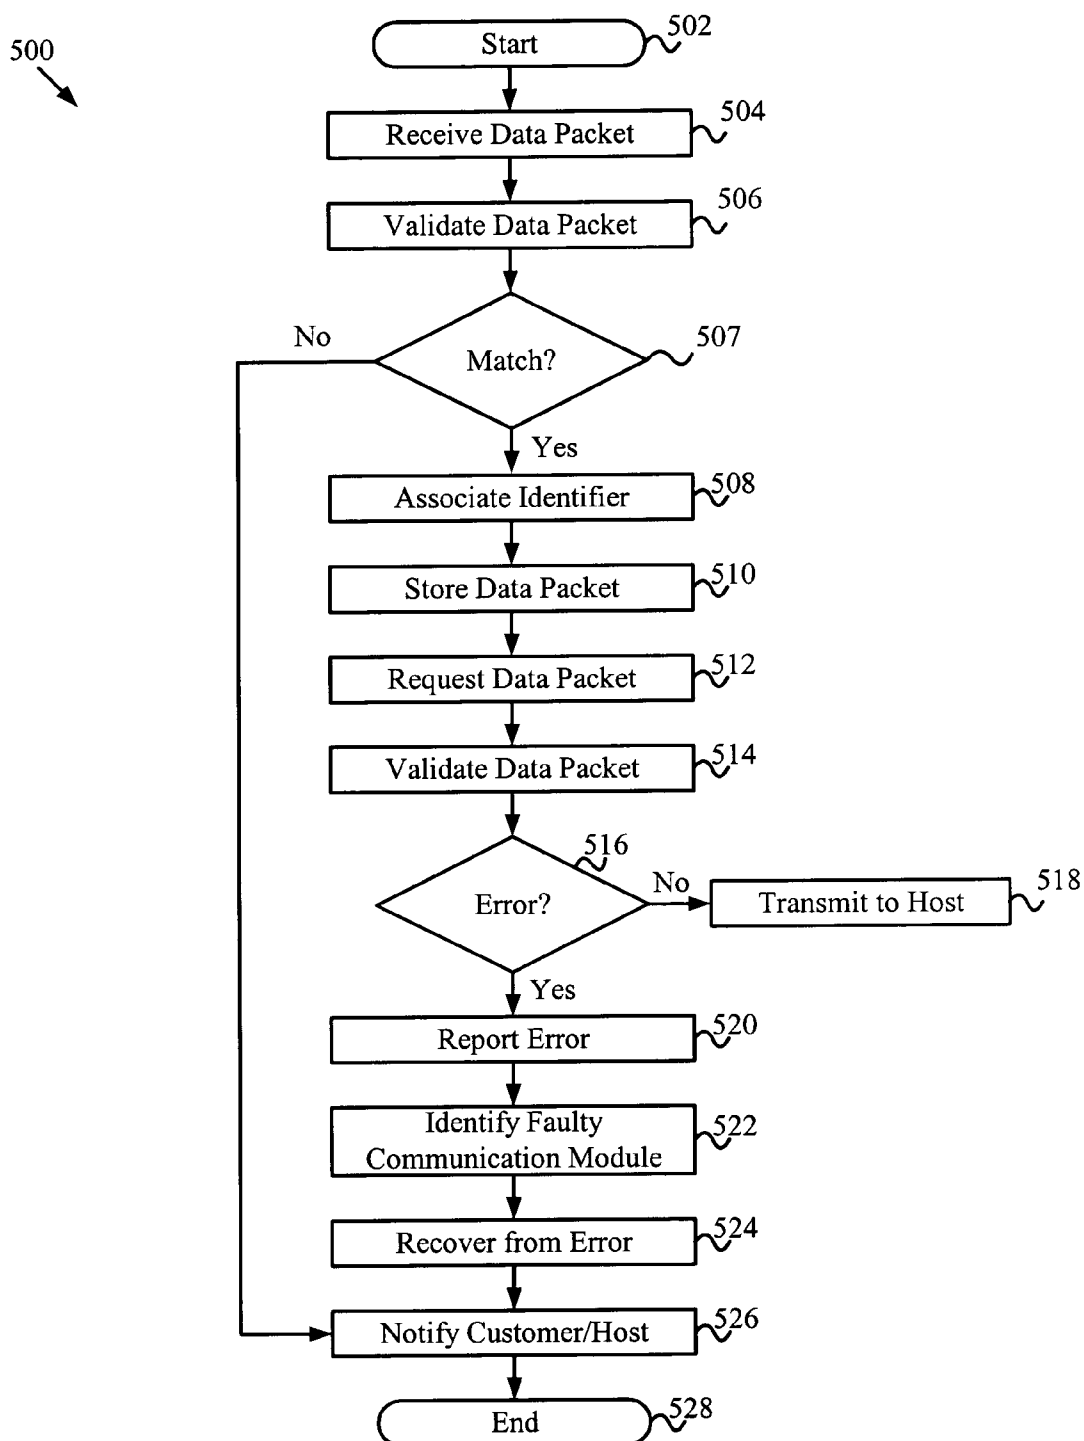 500
Start
502
Receive Data Packet
504
Validate Data Packet
506
Match?
507
No
Yes
Associate Identifier
508
Store Data Packet
510
Request Data Packet
512
Validate Data Packet
514
Error?
516
No
Transmit to Host
518
Yes
Report Error
520
Identify Faulty
Communication Module
522
Recover from Error
524
Notify Customer/Host
526
End
528